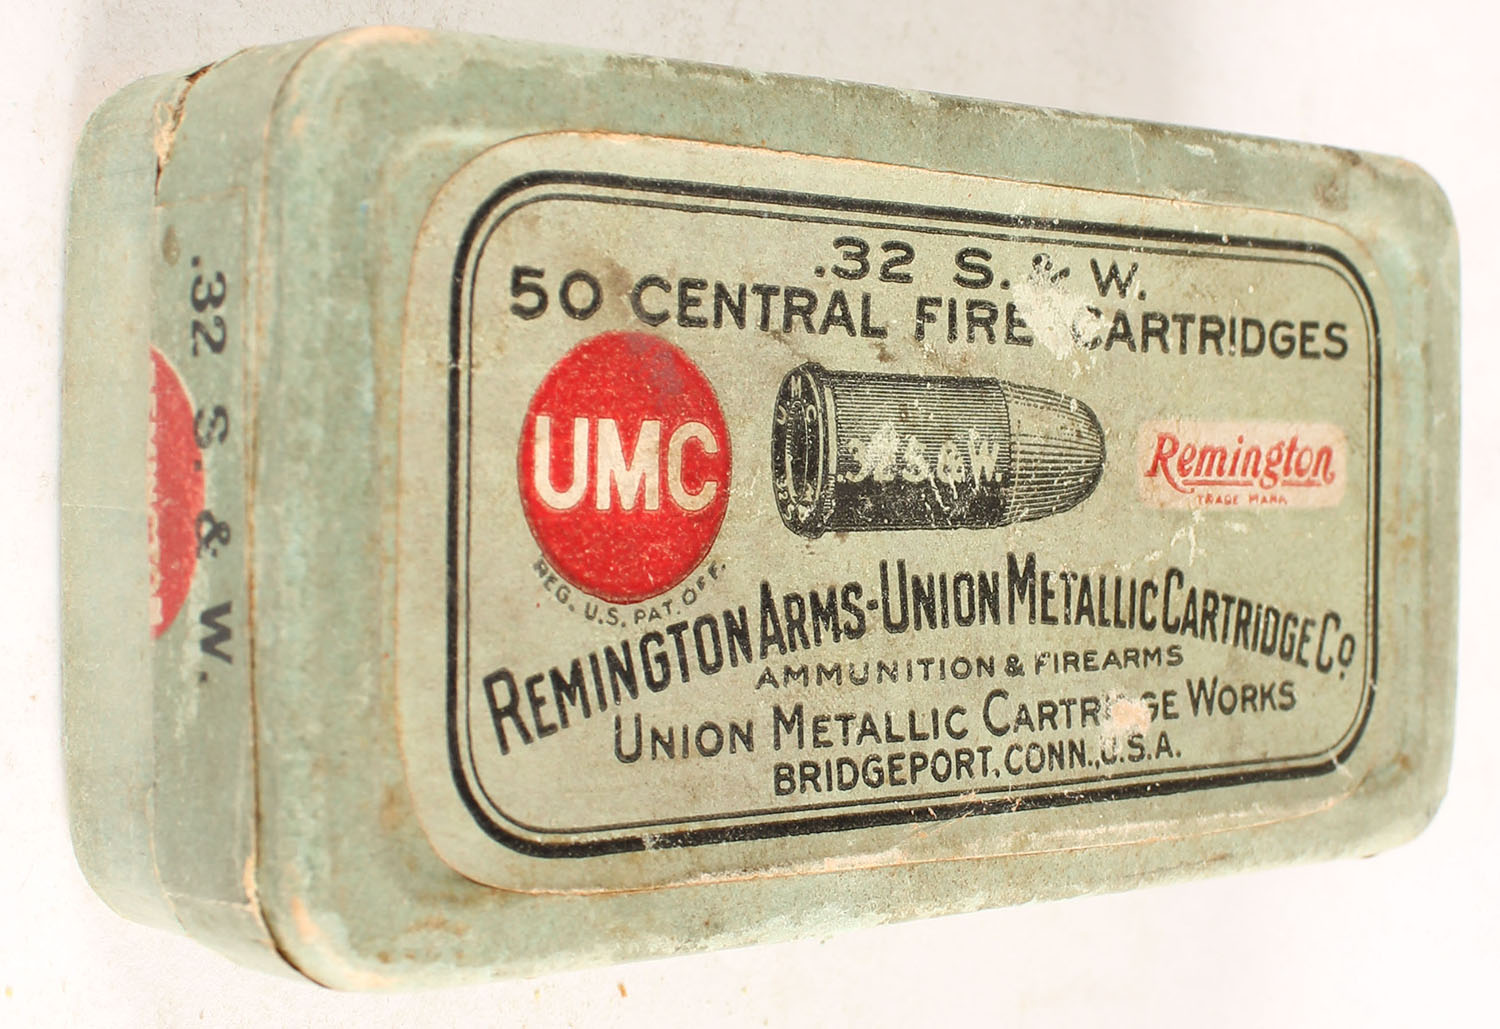 .32 S. & W.
50 CENTRAL FIRE CARTRIDGES
UMC
REG. U.S. PAT. OFF.
U M C
.32 S & W.
Remington
TRADE MARK
REMINGTON ARMS-UNION METALLIC CARTRIDGE CO.
AMMUNITION & FIREARMS
UNION METALLIC CARTRIDGE WORKS
BRIDGEPORT, CONN., U.S.A.
.32 S. & W.